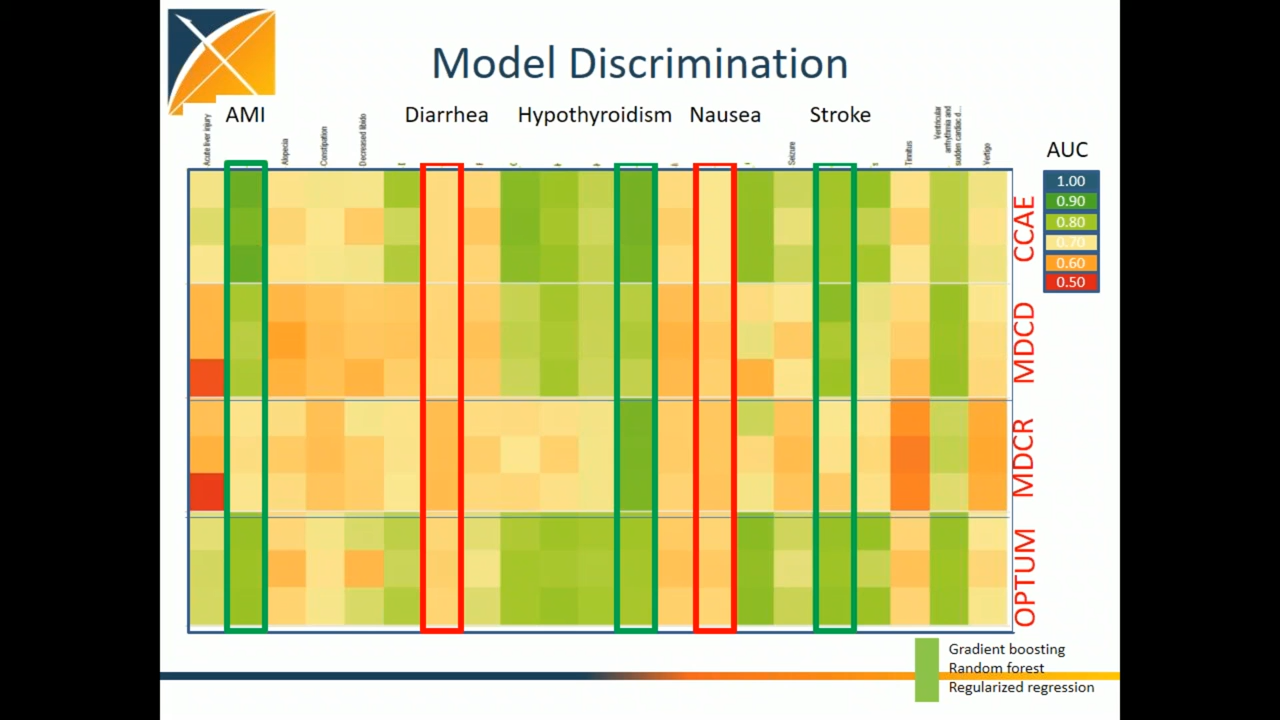 Model Discrimination
AMI
Diarrhea
Hypothyroidism
Nausea
Stroke
Acute liver injury
Alopecia
Constipation
Decreased libido
Seizure
Tinnitus
Ventricular
arrhythmia and
sudden cardiac d...
Vertigo
AUC
1.00
0.90
0.80
0.70
0.60
0.50
CCAE
MDCD
MDCR
OPTUM
Gradient boosting
Random forest
Regularized regression